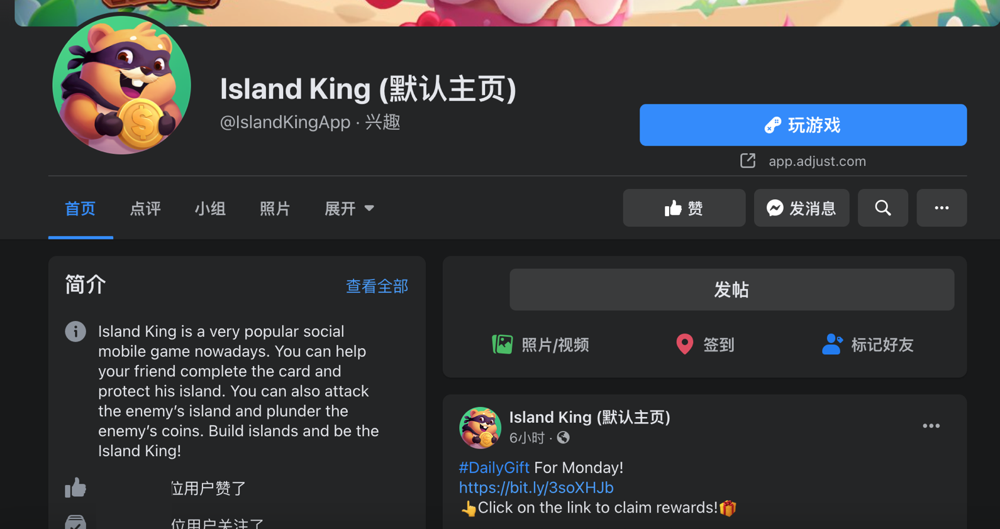 Island King (默认主页)
@IslandKingApp · 兴趣
玩游戏
app.adjust.com
首页 点评 小组 照片 展开
赞 发消息
简介 查看全部
Island King is a very popular social
mobile game nowadays. You can help
your friend complete the card and
protect his island. You can also attack
the enemy’s island and plunder the
enemy’s coins. Build islands and be the
Island King!
位用户赞了
位用户关注了
发帖
照片/视频 签到 标记好友
Island King (默认主页)
6小时 ·
#DailyGift For Monday!
https://bit.ly/3soXHJb
👆Click on the link to claim rewards!🎁